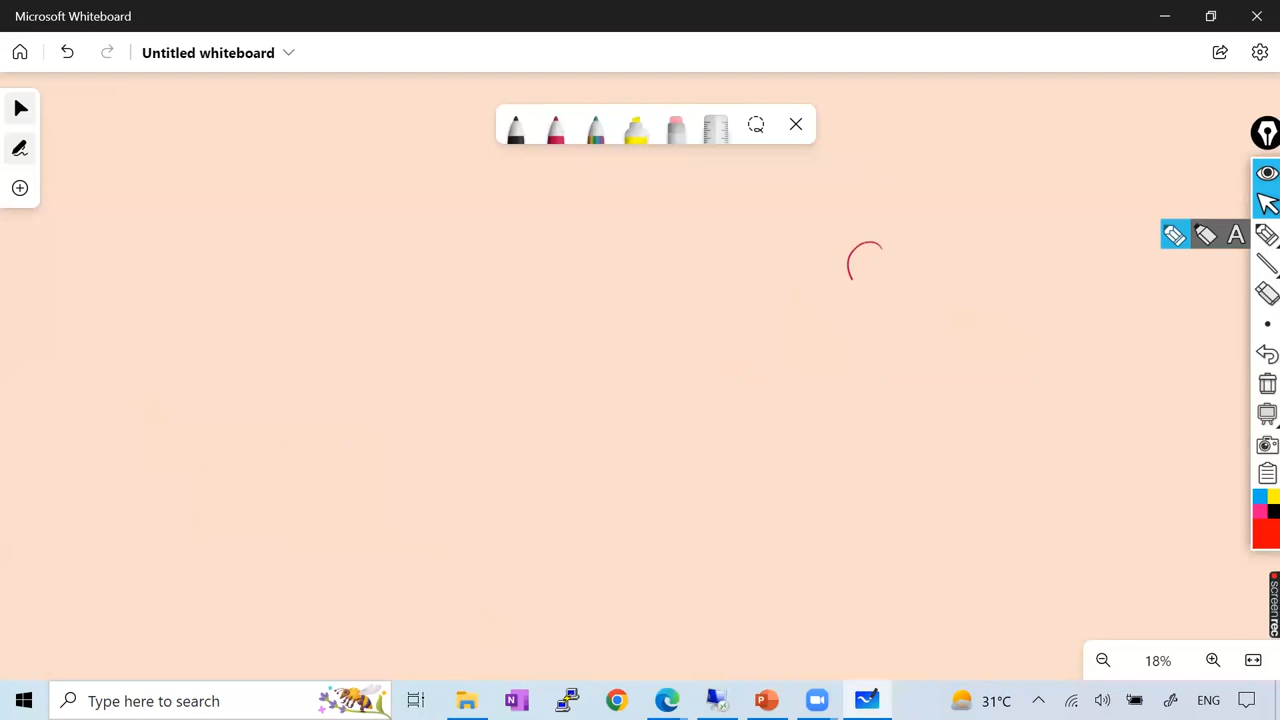 Microsoft Whiteboard
Untitled whiteboard
A
screenrec
18%
Type here to search
31°C
ENG